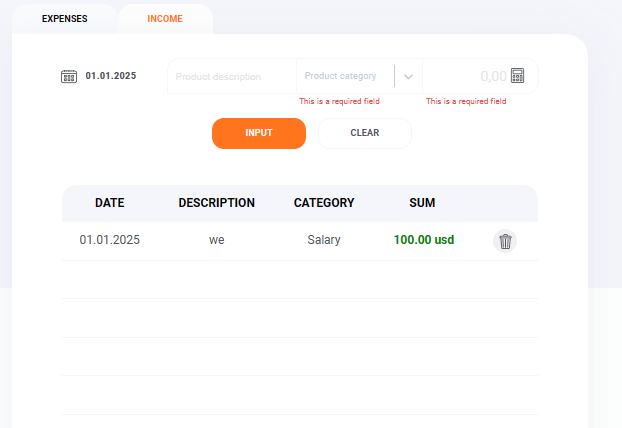 EXPENSES INCOME
01.01.2025 Product description Product category 0,00
This is a required field This is a required field
INPUT CLEAR
DATE DESCRIPTION CATEGORY SUM
01.01.2025 we Salary 100.00 usd